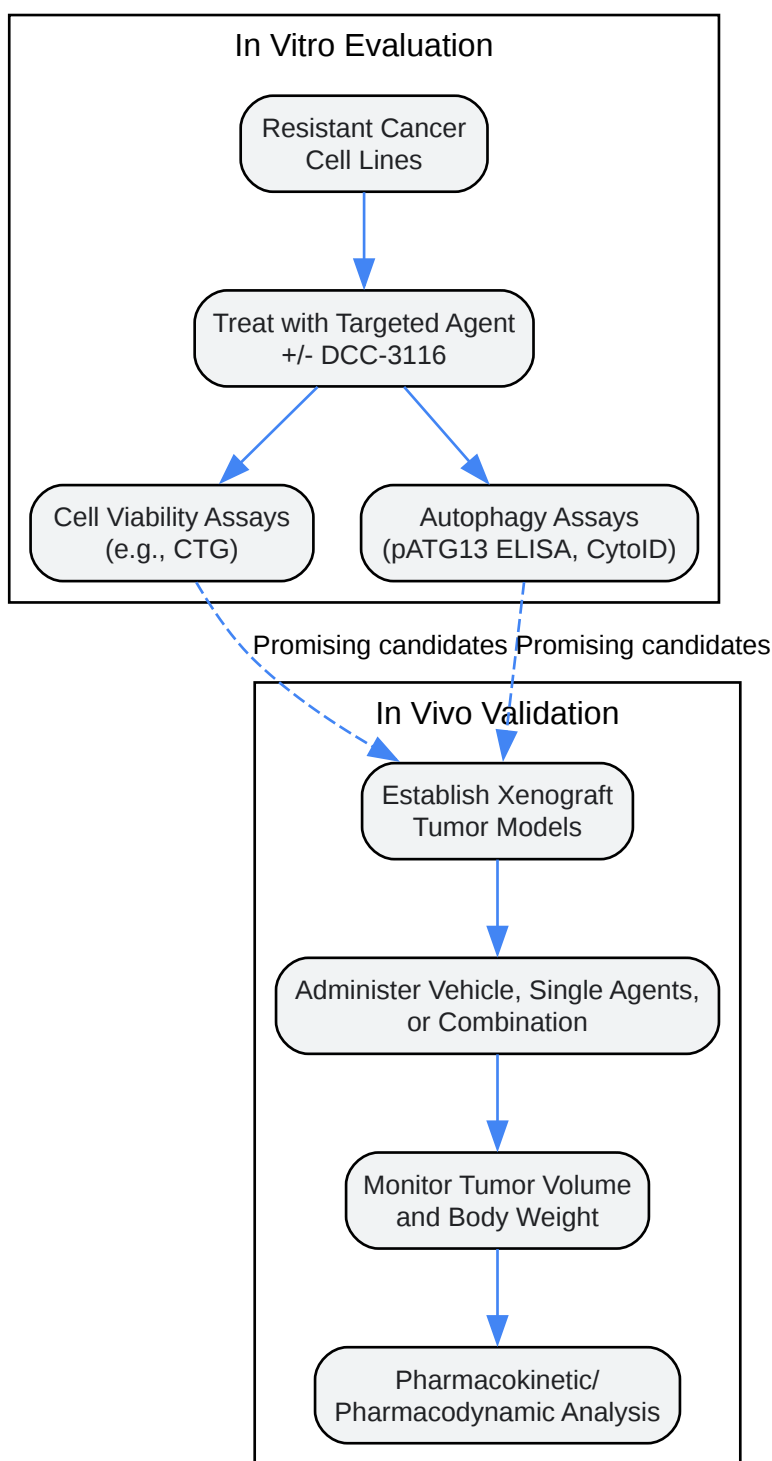 In Vitro Evaluation
Resistant Cancer
Cell Lines
Treat with Targeted Agent
+/- DCC-3116
Cell Viability Assays
(e.g., CTG)
Autophagy Assays
(pATG13 ELISA, CytoID)
Promising candidates
Promising candidates
In Vivo Validation
Establish Xenograft
Tumor Models
Administer Vehicle, Single Agents,
or Combination
Monitor Tumor Volume
and Body Weight
Pharmacokinetic/
Pharmacodynamic Analysis